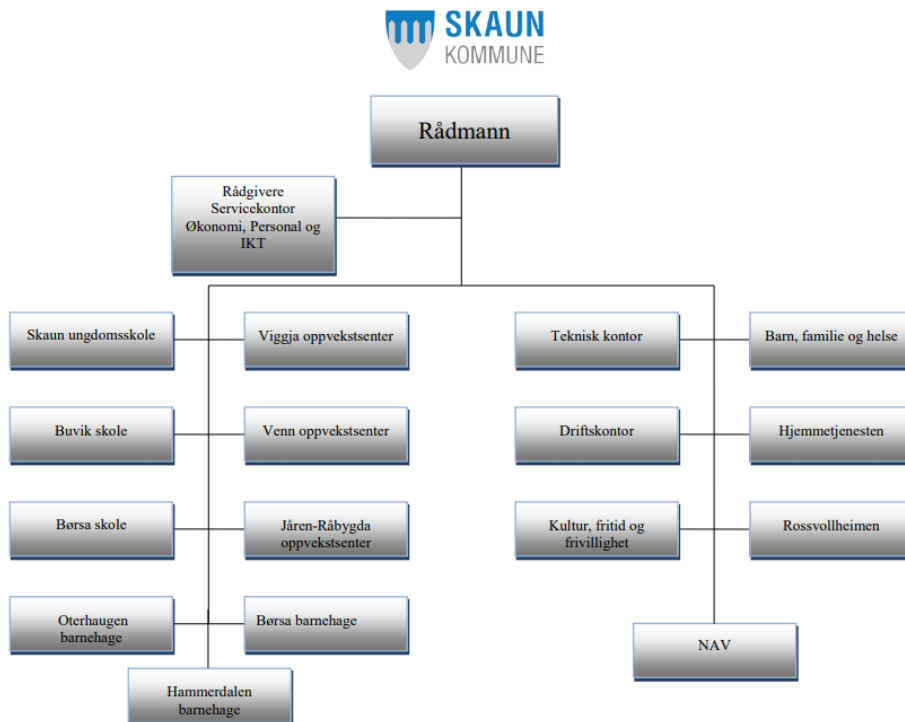 SKAUN
KOMMUNE
Rådmann
Rådgivere
Servicekontor
Økonomi, Personal og
IKT
Skaun ungdomsskole
Viggja oppvekstsenter
Teknisk kontor
Barn, familie og helse
Buvik skole
Venn oppvekstsenter
Driftskontor
Hjemmetjenesten
Børsa skole
Jåren-Råbygda
oppvekstsenter
Kultur, fritid og
frivillighet
Rossvollheimen
Oterhaugen
barnehage
Børsa barnehage
NAV
Hammerdalen
barnehage